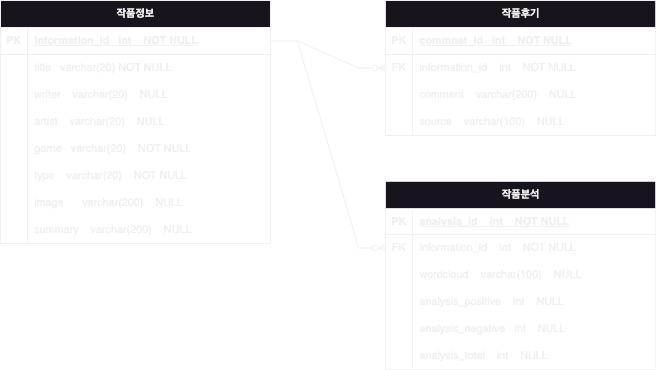 작품정보
PK information_id int NOT NULL
title varchar(20) NOT NULL
writer varchar(20) NULL
artist varchar(20) NULL
gerne varchar(20) NOT NULL
type varchar(20) NOT NULL
image varchar(200) NULL
summary varchar(200) NULL
작품후기
PK commnet_id int NOT NULL
FK information_id int NOT NULL
comment varchar(200) NULL
source varchar(100) NULL
작품분석
PK analysis_id int NOT NULL
FK information_id int NOT NULL
wordcloud varchar(100) NULL
analysis_positive int NULL
analysis_negative int NULL
analysis_total int NULL